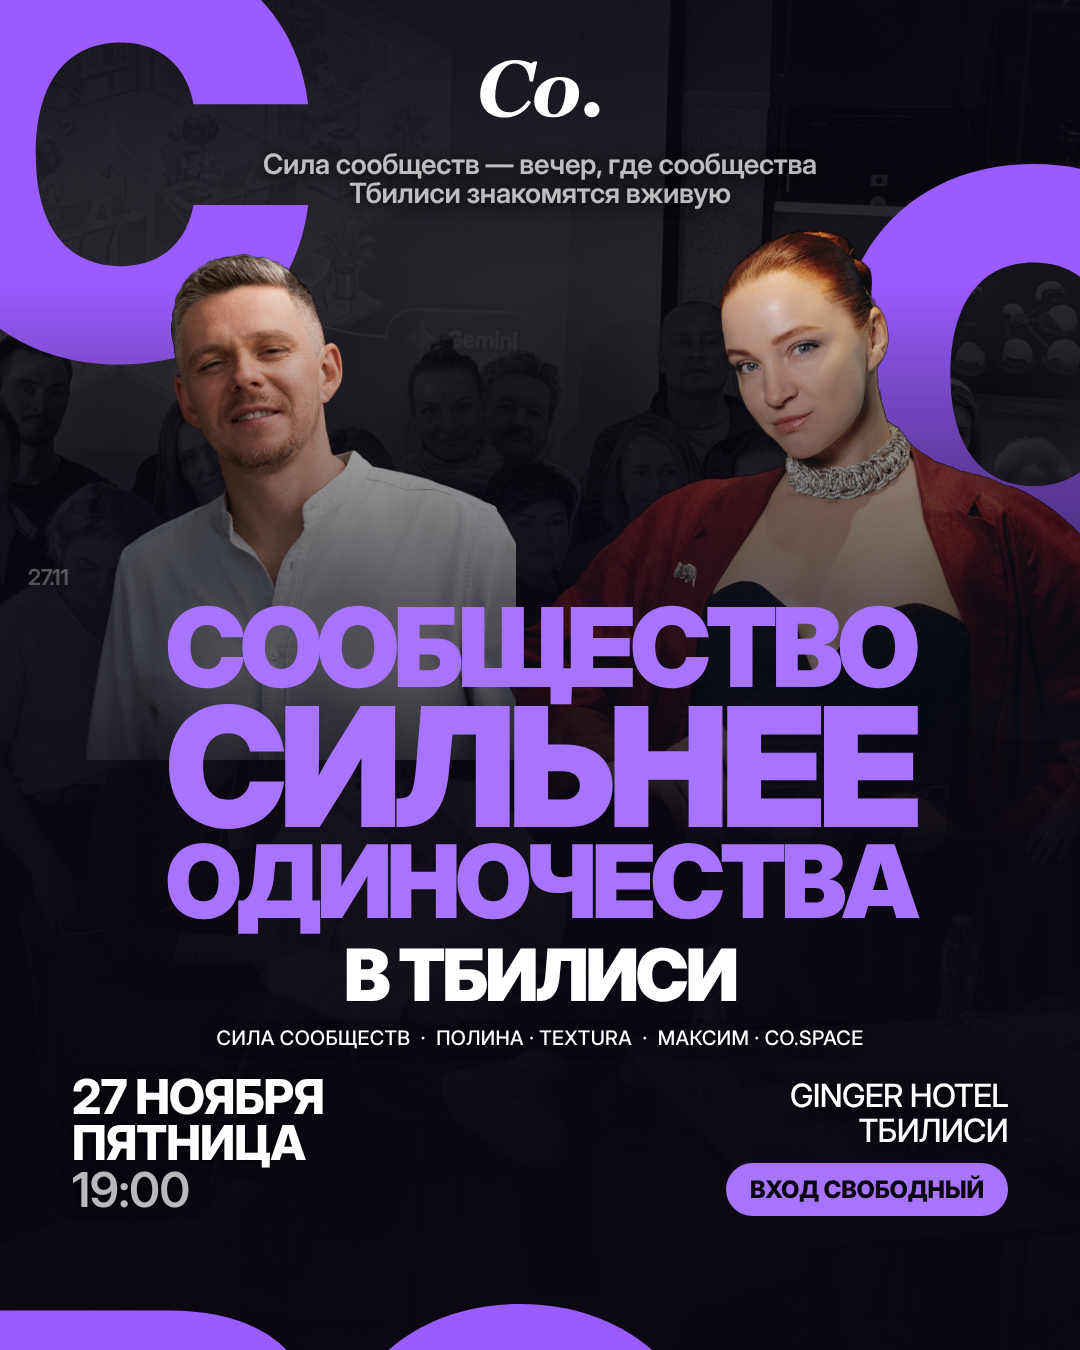 Co.
Сила сообществ — вечер, где сообщества
Тбилиси знакомятся вживую
Gemini
27.11
СООБЩЕСТВО
СИЛЬНЕЕ
ОДИНОЧЕСТВА
В ТБИЛИСИ
СИЛА СООБЩЕСТВ · ПОЛИНА · TEXTURA · МАКСИМ · CO.SPACE
27 НОЯБРЯ
ПЯТНИЦА
19:00
GINGER HOTEL
ТБИЛИСИ
ВХОД СВОБОДНЫЙ